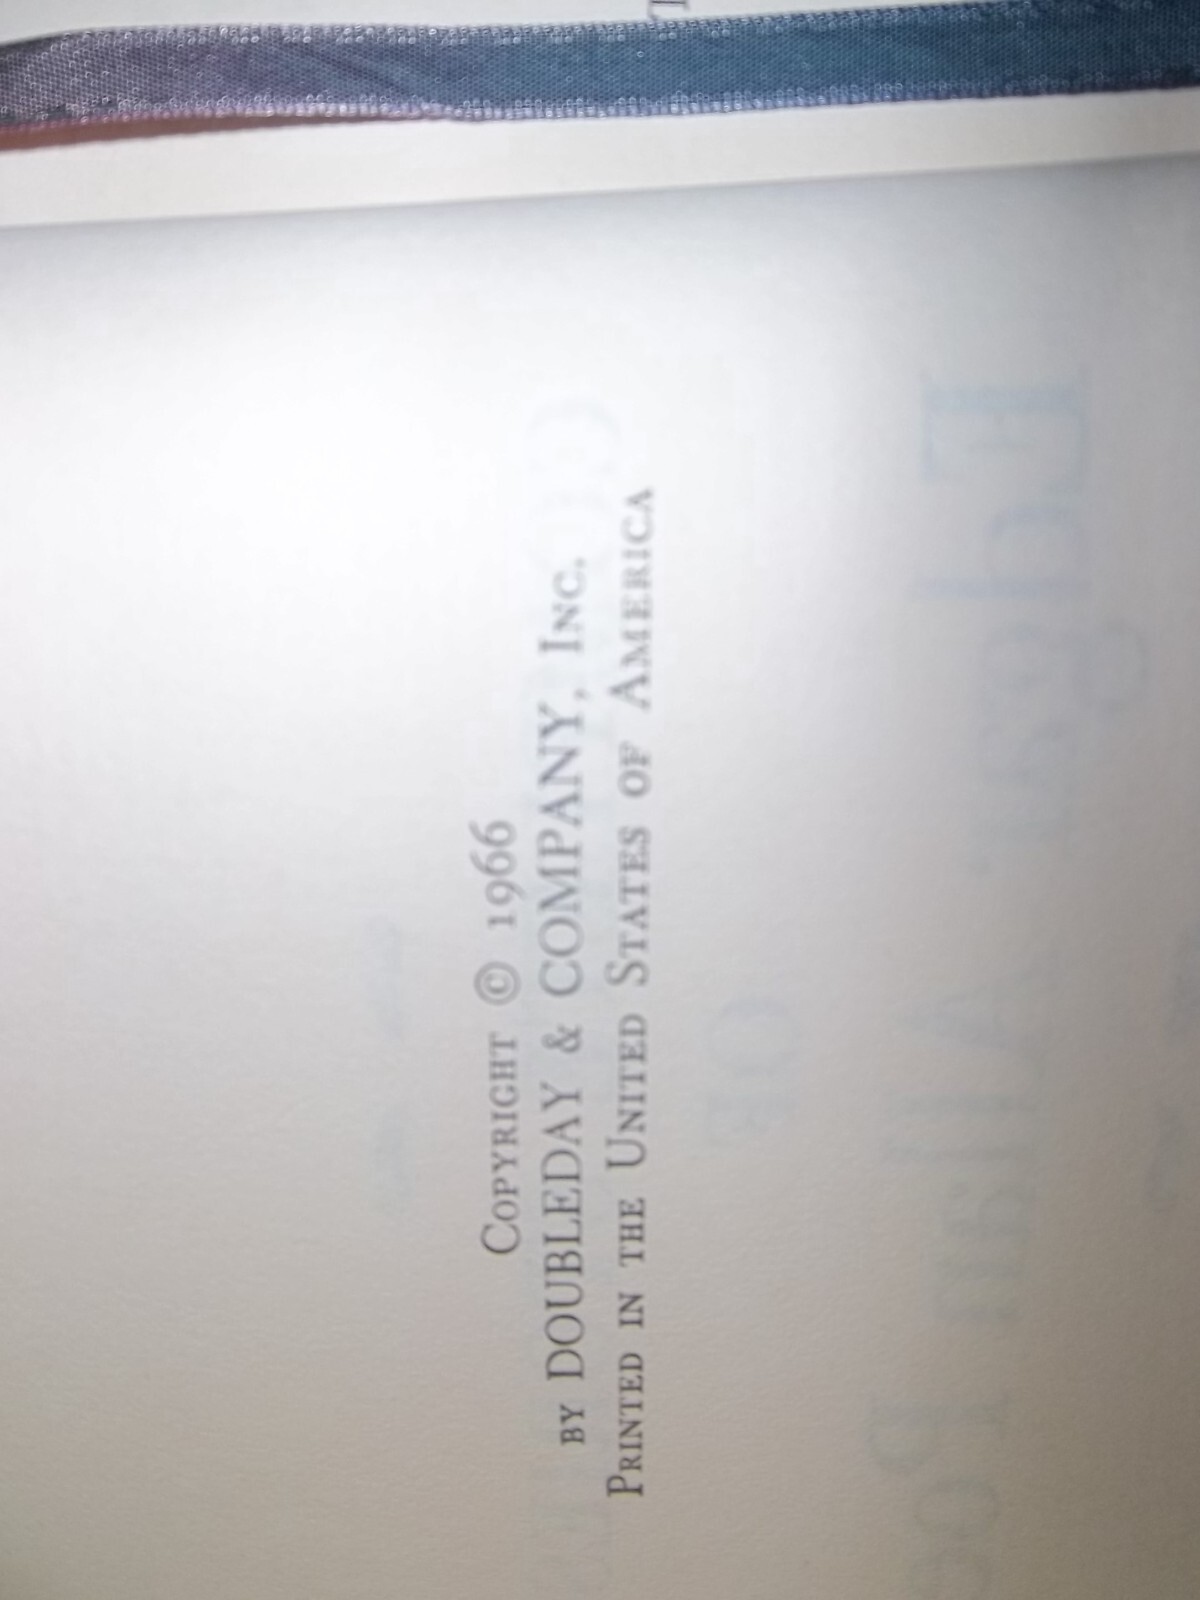 Copyright © 1966
by DOUBLEDAY & COMPANY, Inc.
Printed in the United States of America